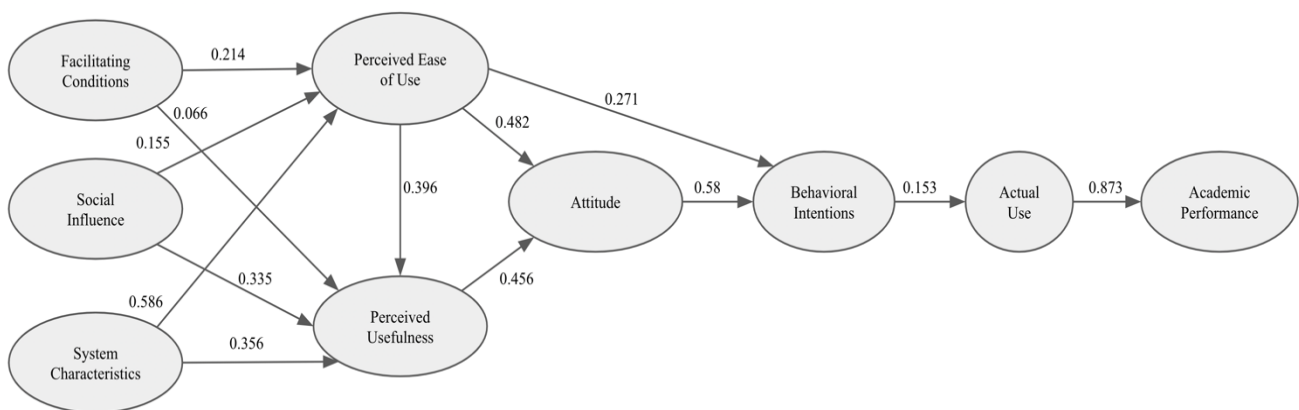 Facilitating
Conditions
0.214
Perceived Ease
of Use
0.066
0.155
0.271
0.482
Social
Influence
0.396
Attitude
0.58
Behavioral
Intentions
0.153
Actual
Use
0.873
Academic
Performance
0.335
0.456
0.586
Perceived
Usefulness
0.356
System
Characteristics